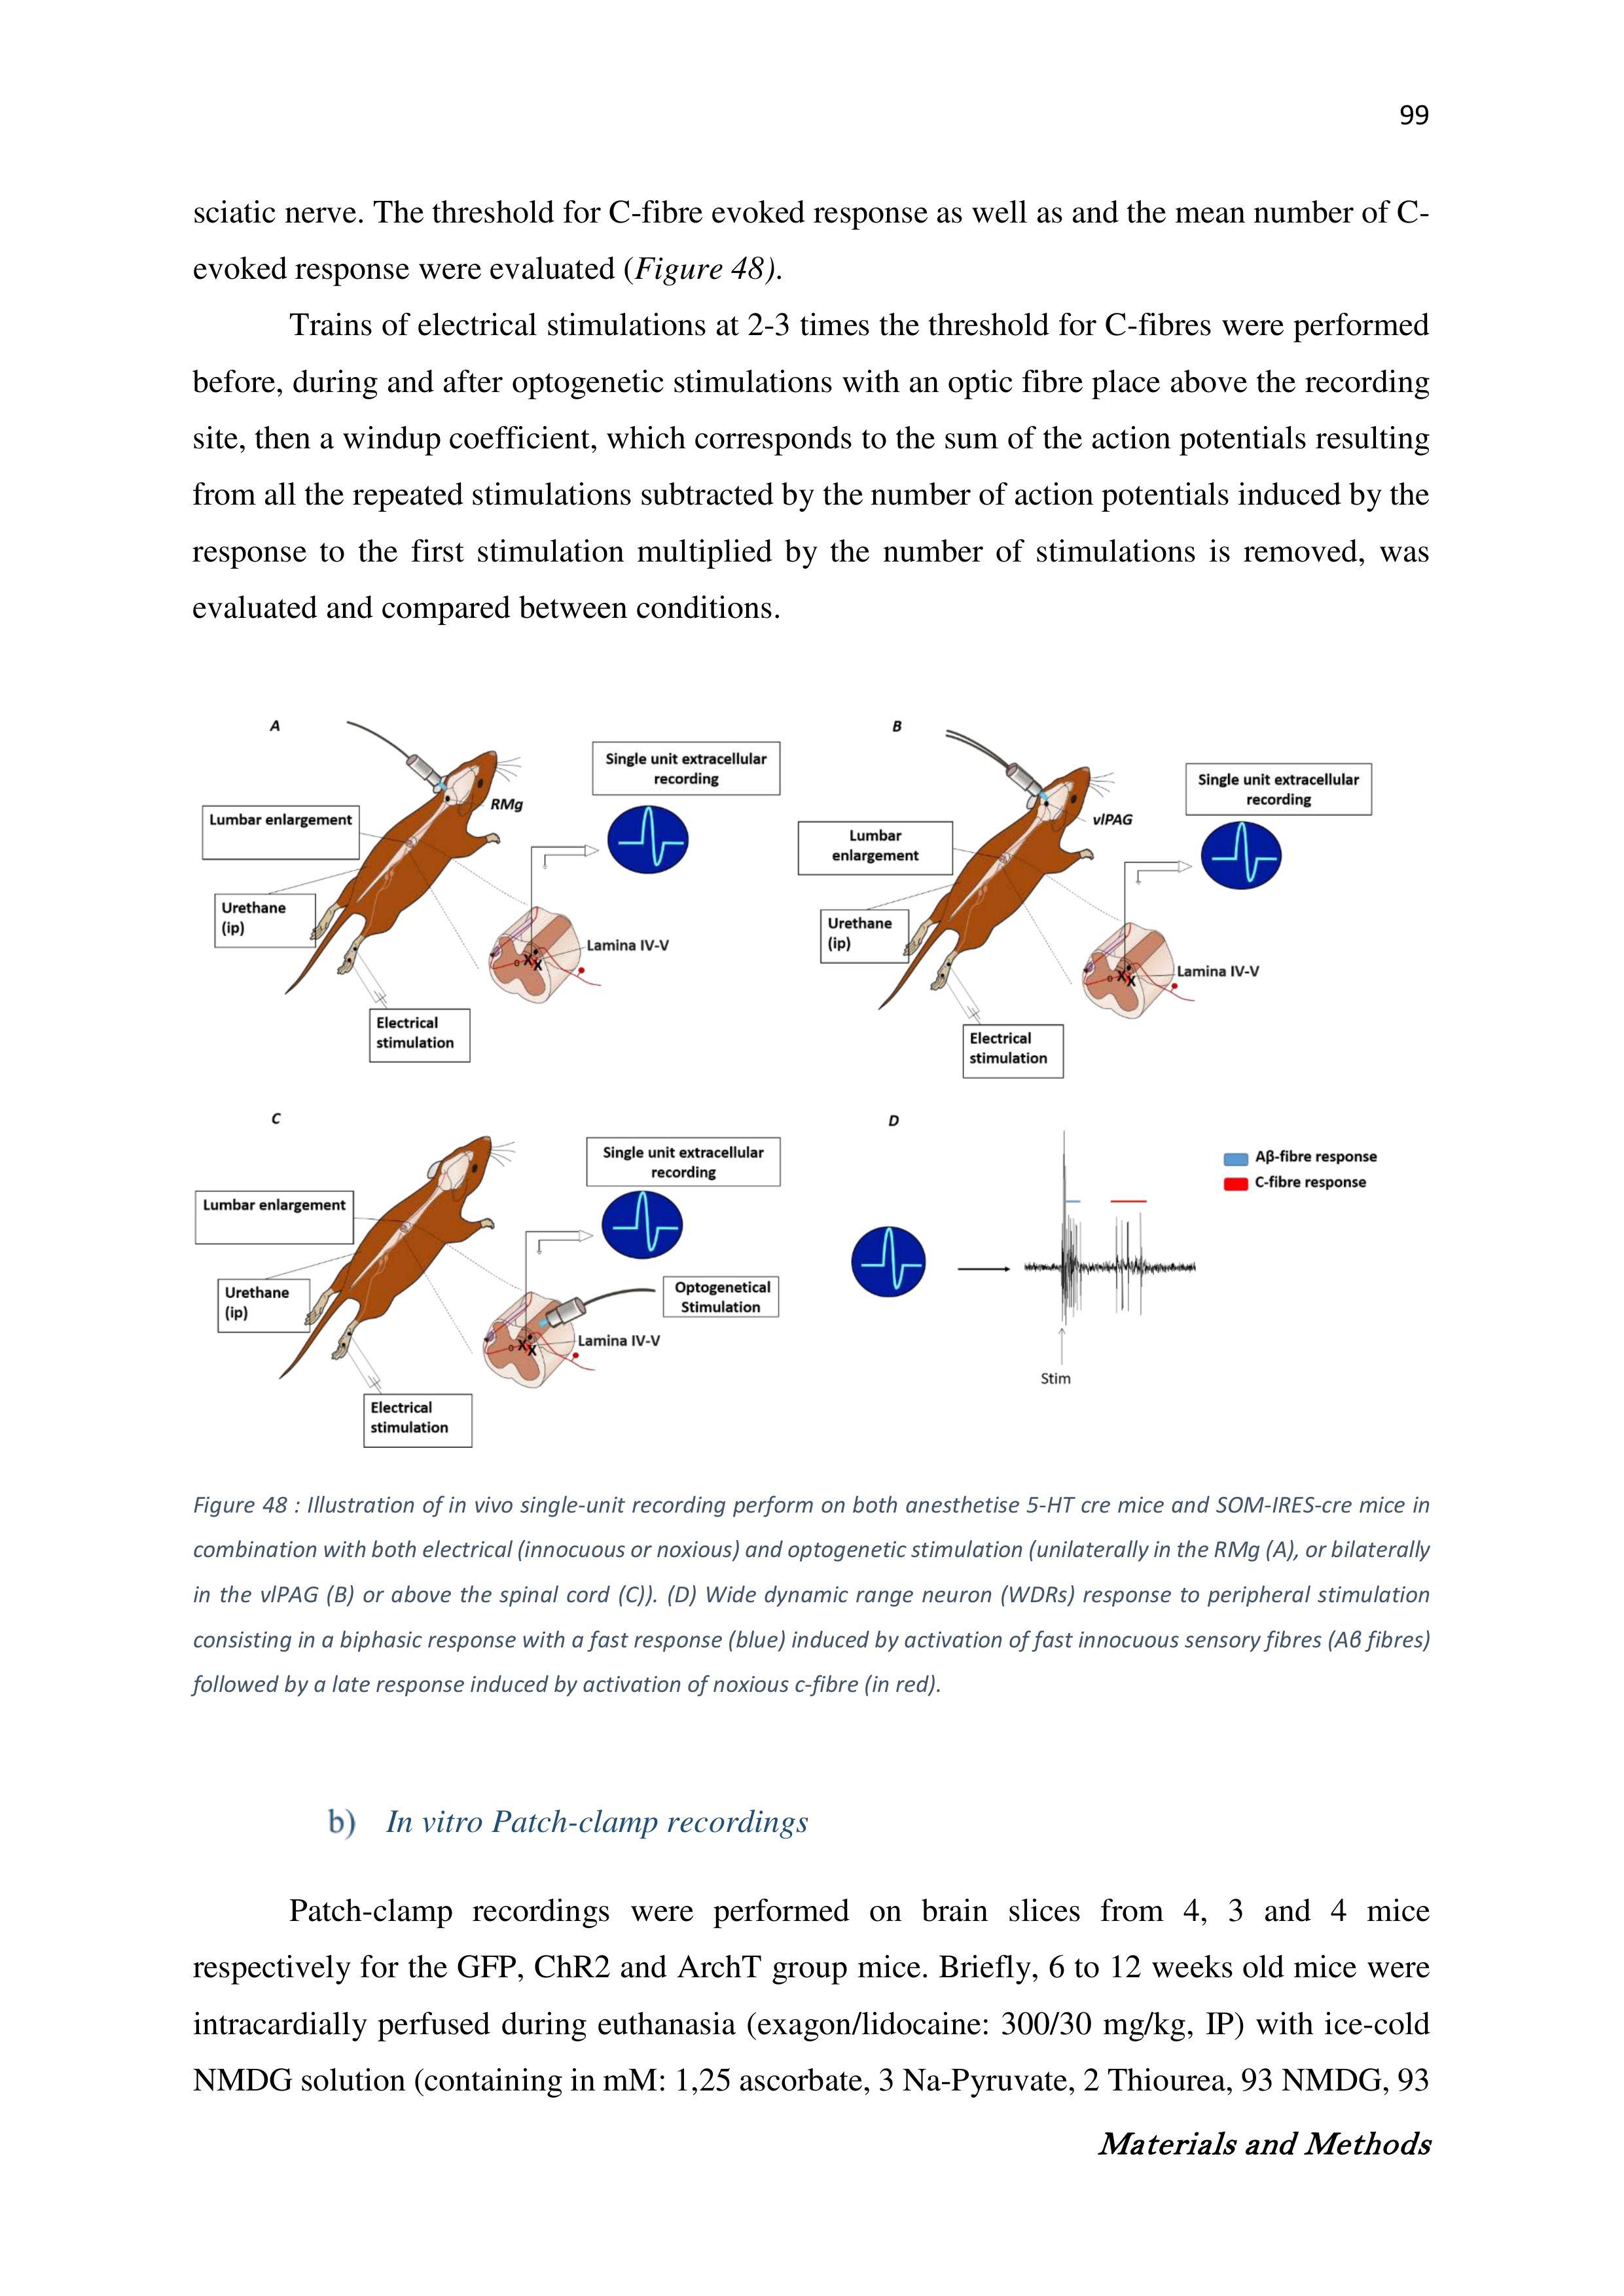 99
sciatic nerve. The threshold for C-fibre evoked response as well as and the mean number of C-
evoked response were evaluated (Figure 48).
Trains of electrical stimulations at 2-3 times the threshold for C-fibres were performed
before, during and after optogenetic stimulations with an optic fibre place above the recording
site, then a windup coefficient, which corresponds to the sum of the action potentials resulting
from all the repeated stimulations subtracted by the number of action potentials induced by the
response to the first stimulation multiplied by the number of stimulations is removed, was
evaluated and compared between conditions.
A
Single unit extracellular
recording
RMg
Lumbar enlargement
Urethane
(ip)
Lamina IV-V
Electrical
stimulation
B
Single unit extracellular
recording
vlPAG
Lumbar
enlargement
Urethane
(ip)
Lamina IV-V
Electrical
stimulation
C
Single unit extracellular
recording
Lumbar enlargement
Urethane
(ip)
Optogenetical
Stimulation
Lamina IV-V
Electrical
stimulation
D
Aβ-fibre response
C-fibre response
Stim
Figure 48 : Illustration of in vivo single-unit recording perform on both anesthetise 5-HT cre mice and SOM-IRES-cre mice in
combination with both electrical (innocuous or noxious) and optogenetic stimulation (unilaterally in the RMg (A), or bilaterally
in the vlPAG (B) or above the spinal cord (C)). (D) Wide dynamic range neuron (WDRs) response to peripheral stimulation
consisting in a biphasic response with a fast response (blue) induced by activation of fast innocuous sensory fibres (Aβ fibres)
followed by a late response induced by activation of noxious c-fibre (in red).
b) In vitro Patch-clamp recordings
Patch-clamp recordings were performed on brain slices from 4, 3 and 4 mice
respectively for the GFP, ChR2 and ArchT group mice. Briefly, 6 to 12 weeks old mice were
intracardially perfused during euthanasia (exagon/lidocaine: 300/30 mg/kg, IP) with ice-cold
NMDG solution (containing in mM: 1,25 ascorbate, 3 Na-Pyruvate, 2 Thiourea, 93 NMDG, 93
Materials and Methods